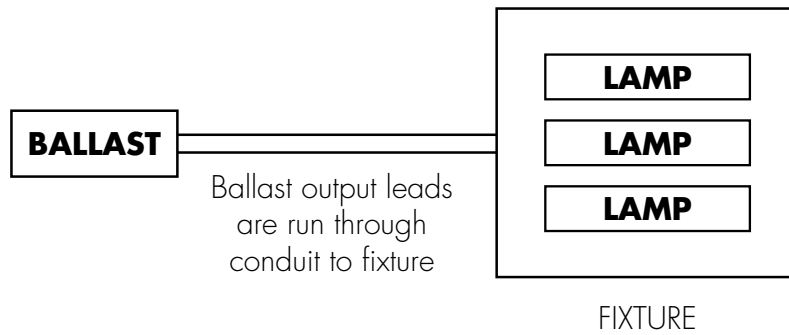 BALLAST
Ballast output leads
are run through
conduit to fixture
LAMP
LAMP
LAMP
FIXTURE